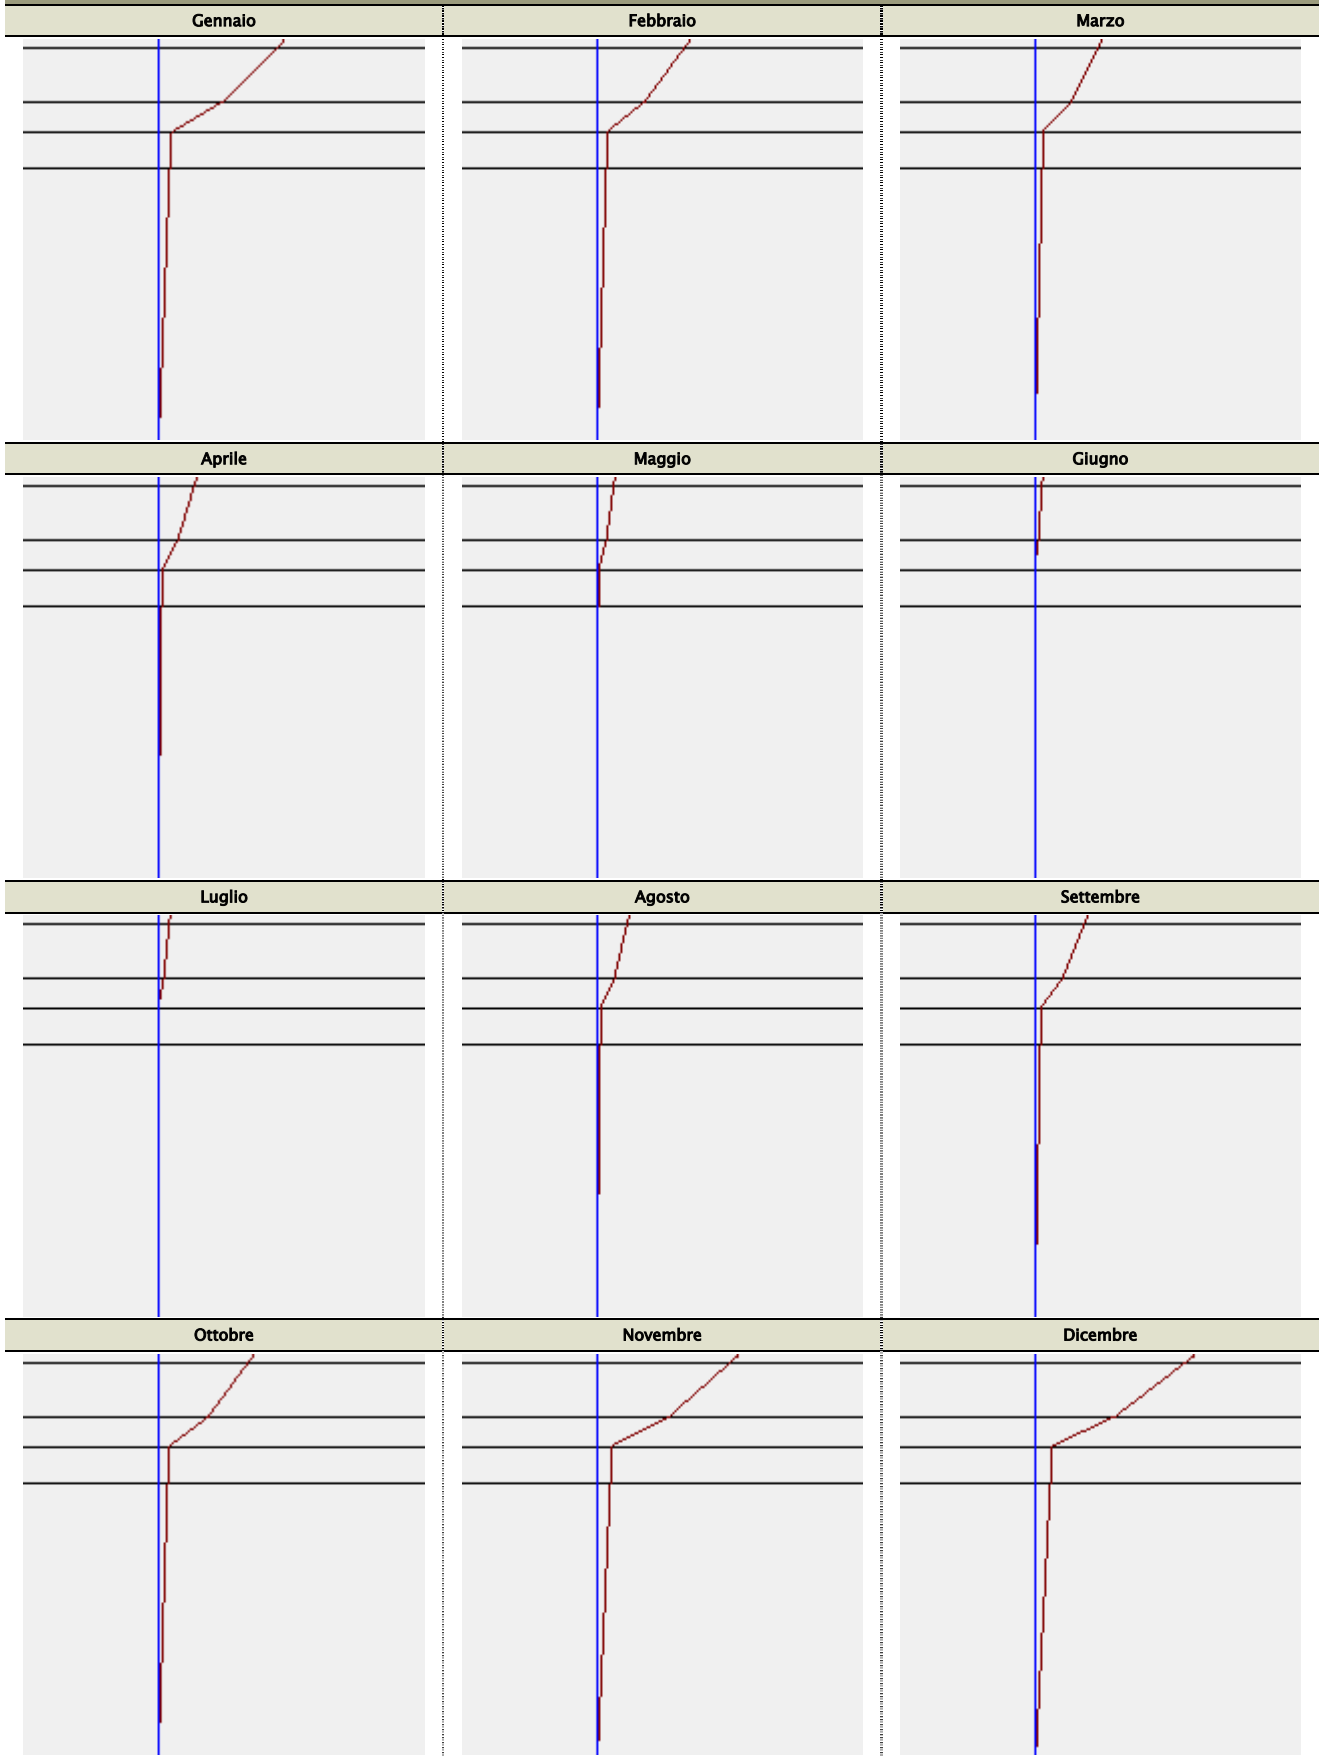 Gennaio
Febbraio
Marzo
Aprile
Maggio
Giugno
Luglio
Agosto
Settembre
Ottobre
Novembre
Dicembre